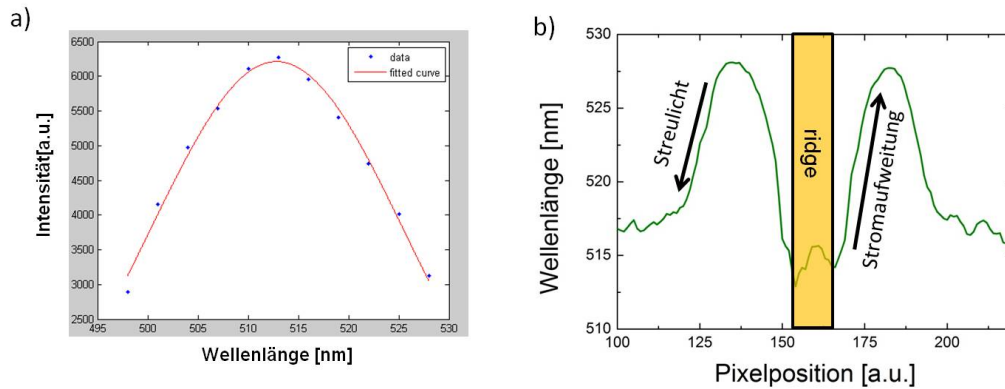 a)
6500
6000
5500
5000
4500
4000
3500
3000
2500
495 500 505 510 515 520 525 530
Intensität[a.u.]
Wellenlänge [nm]
data
fitted curve
b)
530
525
520
515
510
100 125 150 175 200
Wellenlänge [nm]
Pixelposition [a.u.]
Streulicht
ridge
Stromaufweitung